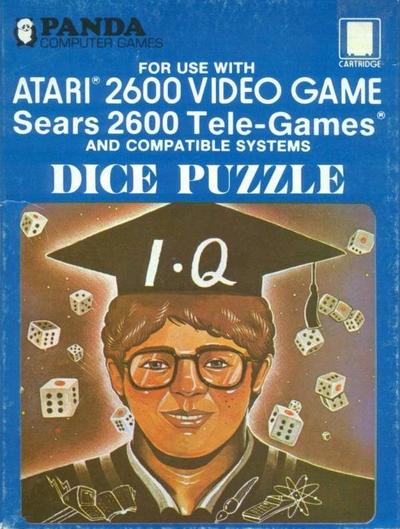 PANDA
COMPUTER GAMES
CARTRIDGE
FOR USE WITH
ATARI® 2600 VIDEO GAME
Sears 2600 Tele-Games®
AND COMPATIBLE SYSTEMS
DICE PUZZLE
I·Q